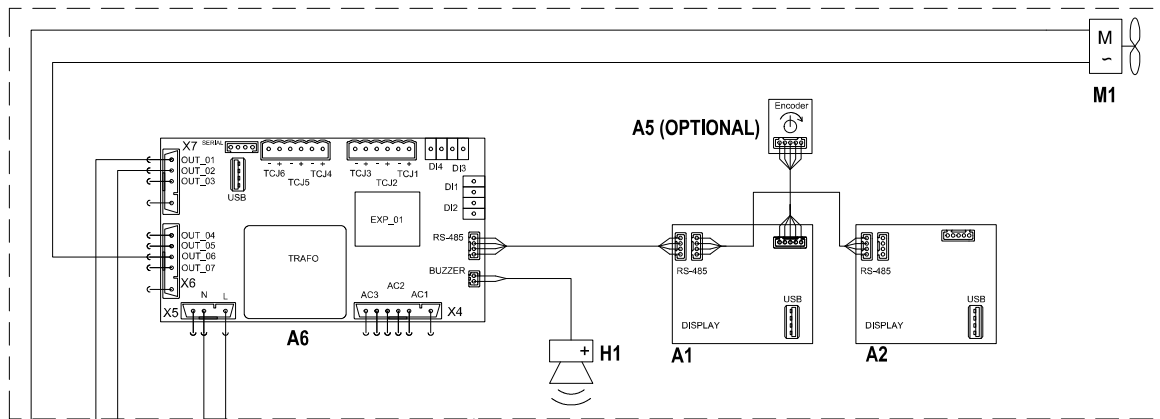 M
~
M1
Encoder
A5 (OPTIONAL)
X7
SERIAL
OUT_01
OUT_02
OUT_03
USB
- + - + - +
TCJ6
TCJ5
TCJ4
- + - + - +
TCJ3
TCJ2
TCJ1
DI4
DI3
DI1
DI2
EXP_01
OUT_04
OUT_05
OUT_06
OUT_07
X6
TRAFO
RS-485
BUZZER
X5
N
L
AC3
AC2
AC1
X4
A6
+
H1
RS-485
USB
DISPLAY
A1
RS-485
USB
DISPLAY
A2